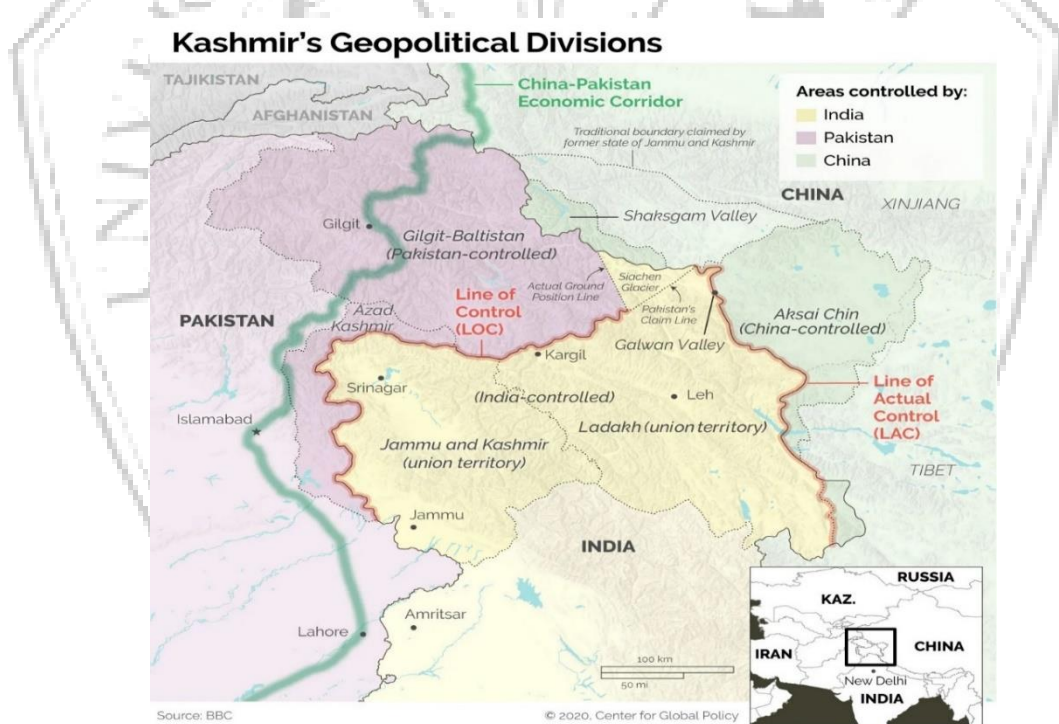 Kashmir's Geopolitical Divisions
TAJIKISTAN
AFGHANISTAN
China-Pakistan
Economic Corridor
Areas controlled by:
India
Pakistan
China
Traditional boundary claimed by
former state of Jammu and Kashmir
CHINA
XINJIANG
Shaksgam Valley
Gilgit
Gilgit-Baltistan
(Pakistan-controlled)
Actual Ground
Position Line
Siachen
Glacier
Pakistan's
Claim Line
Aksai Chin
(China-controlled)
PAKISTAN
Azad
Kashmir
Line of
Control
(LOC)
Galwan Valley
Kargil
Srinagar
(India-controlled)
Leh
Line of
Actual
Control
(LAC)
Islamabad
Jammu and Kashmir
(union territory)
Ladakh (union territory)
TIBET
Jammu
INDIA
Amritsar
Lahore
100 km
50 mi
RUSSIA
KAZ.
IRAN
CHINA
New Delhi
INDIA
Source: BBC
© 2020, Center for Global Policy